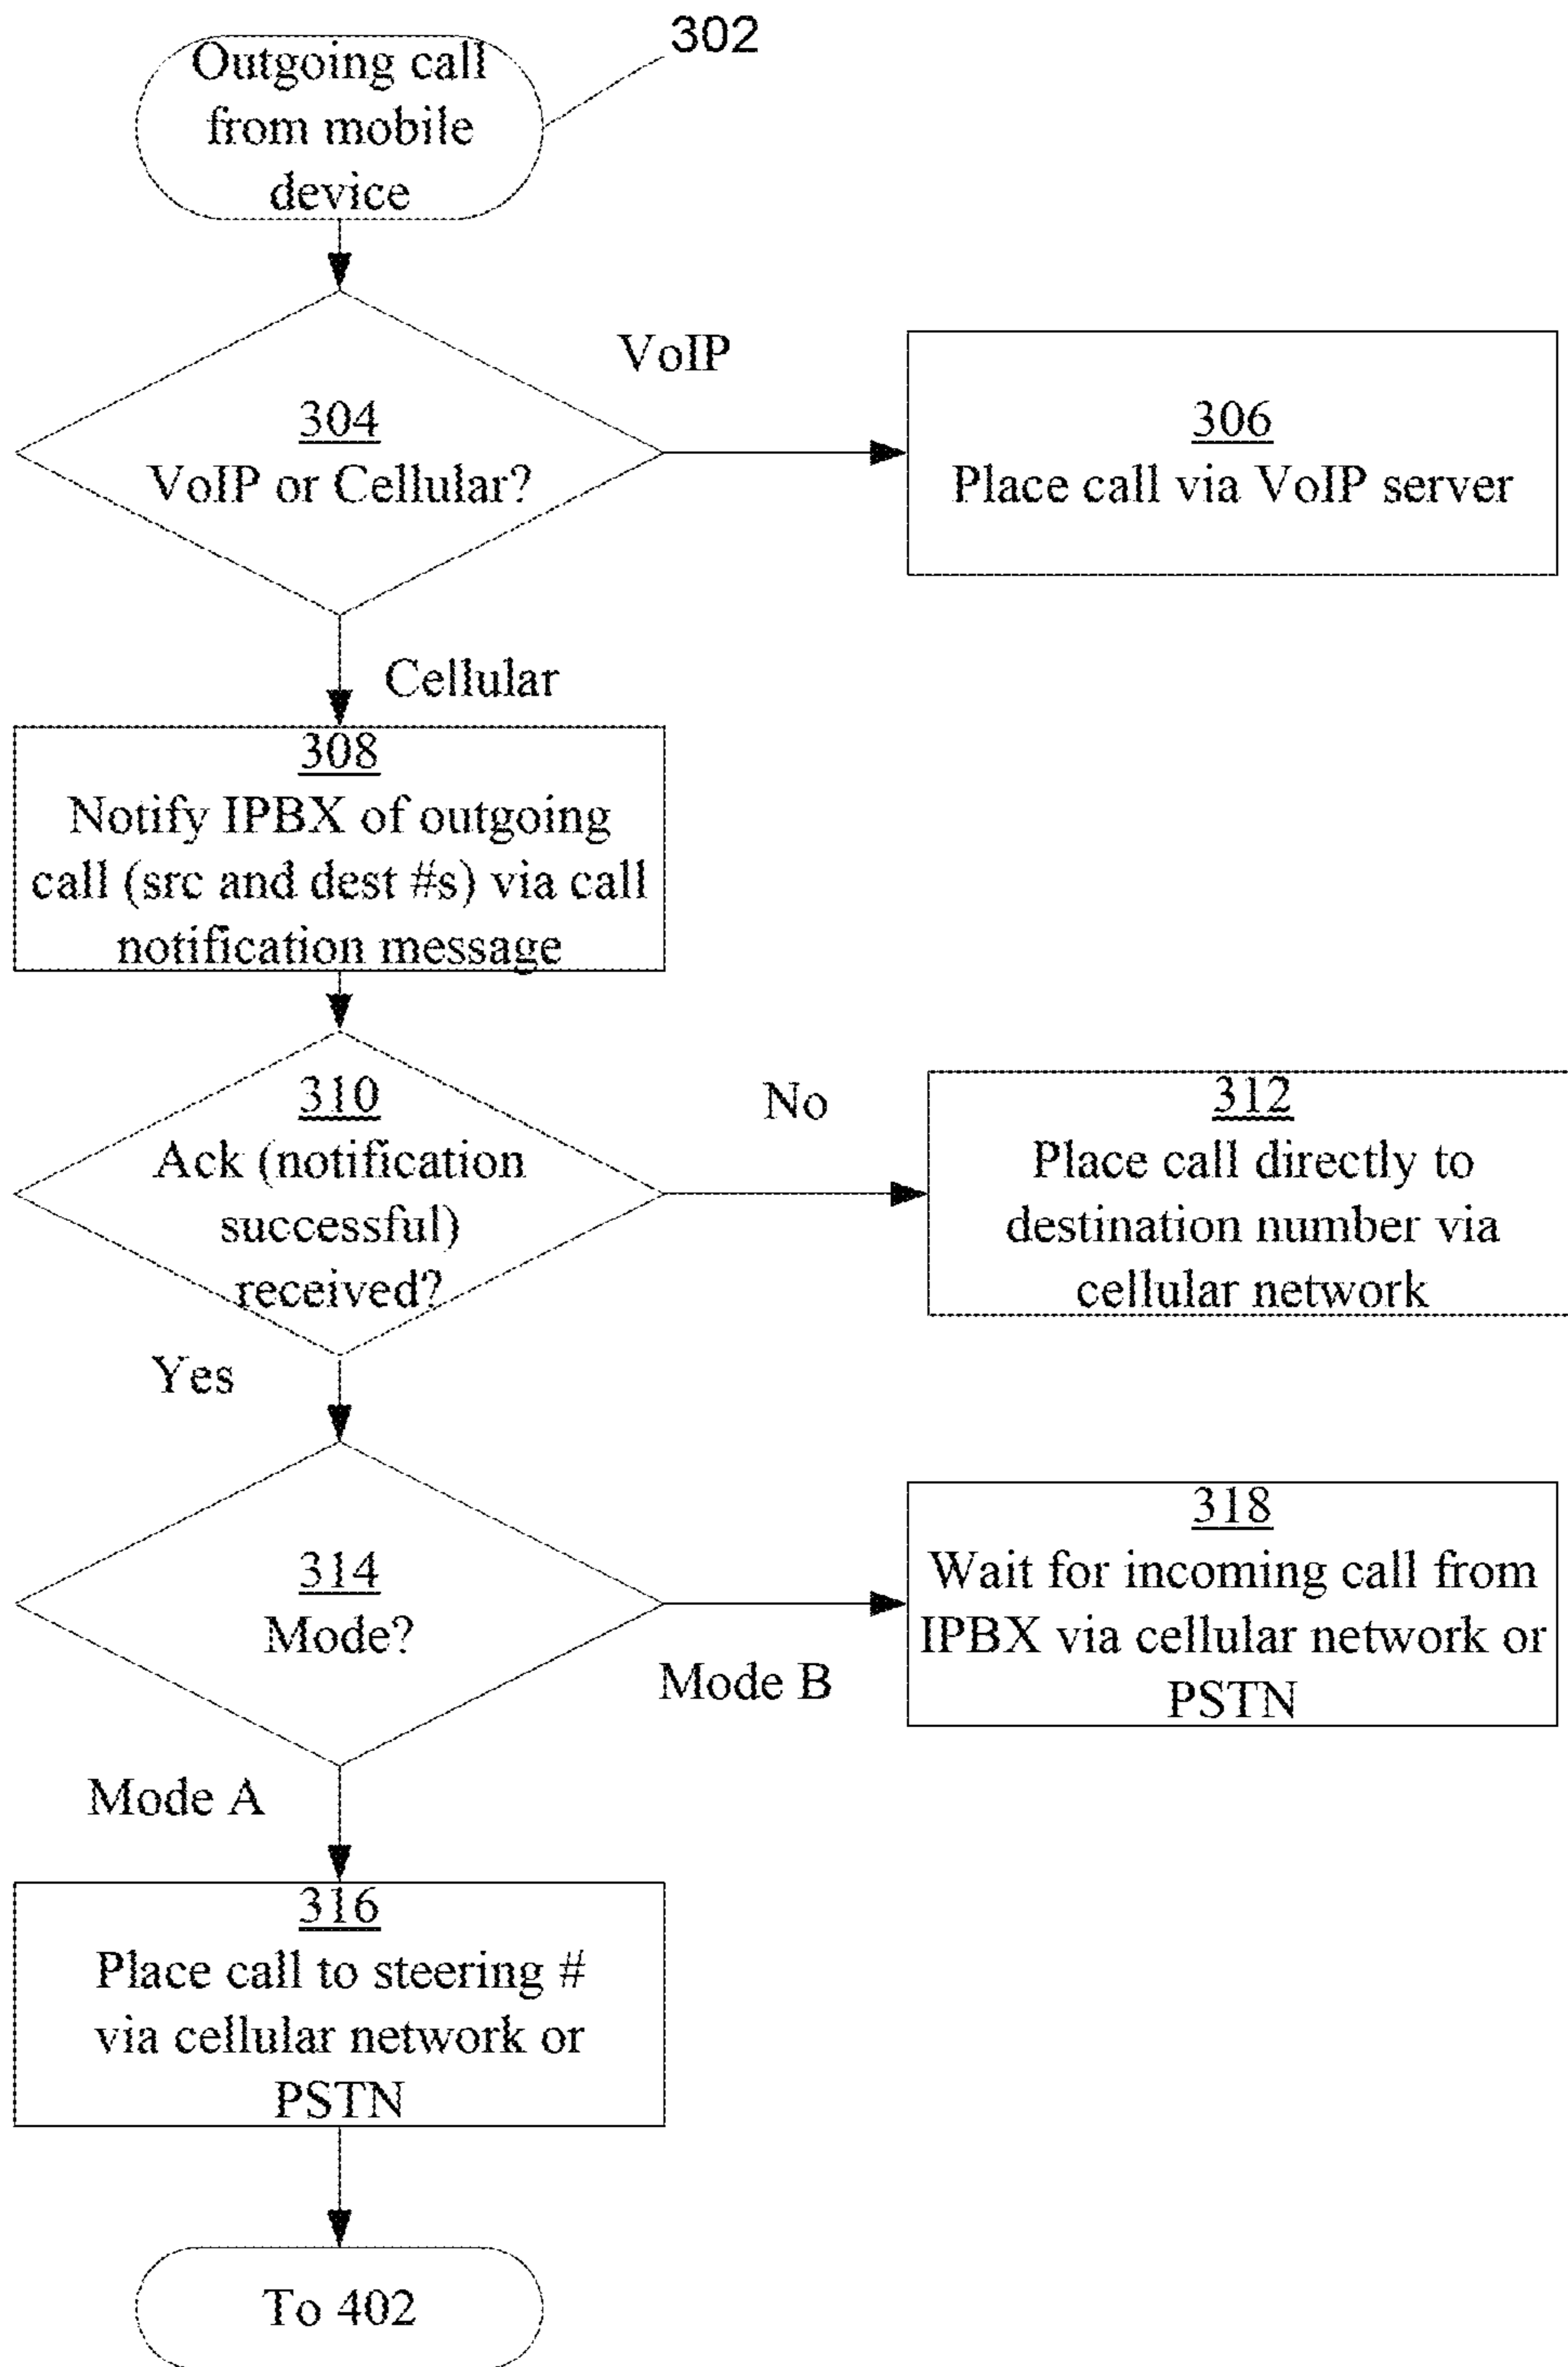 302
Outgoing call
from mobile
device
VoIP
304
VoIP or Cellular?
306
Place call via VoIP server
Cellular
308
Notify IPBX of outgoing
call (src and dest #s) via call
notification message
310
Ack (notification
successful)
received?
No
312
Place call directly to
destination number via
cellular network
Yes
314
Mode?
Mode B
318
Wait for incoming call from
IPBX via cellular network or
PSTN
Mode A
316
Place call to steering #
via cellular network or
PSTN
To 402